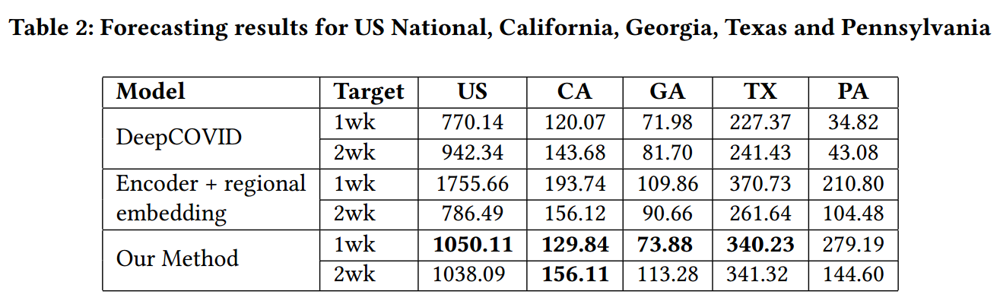 Table 2: Forecasting results for US National, California, Georgia, Texas and Pennsylvania
Model Target US CA GA TX PA
DeepCOVID 1wk 770.14 120.07 71.98 227.37 34.82
2wk 942.34 143.68 81.70 241.43 43.08
Encoder + regional embedding 1wk 1755.66 193.74 109.86 370.73 210.80
2wk 786.49 156.12 90.66 261.64 104.48
Our Method 1wk 1050.11 129.84 73.88 340.23 279.19
2wk 1038.09 156.11 113.28 341.32 144.60